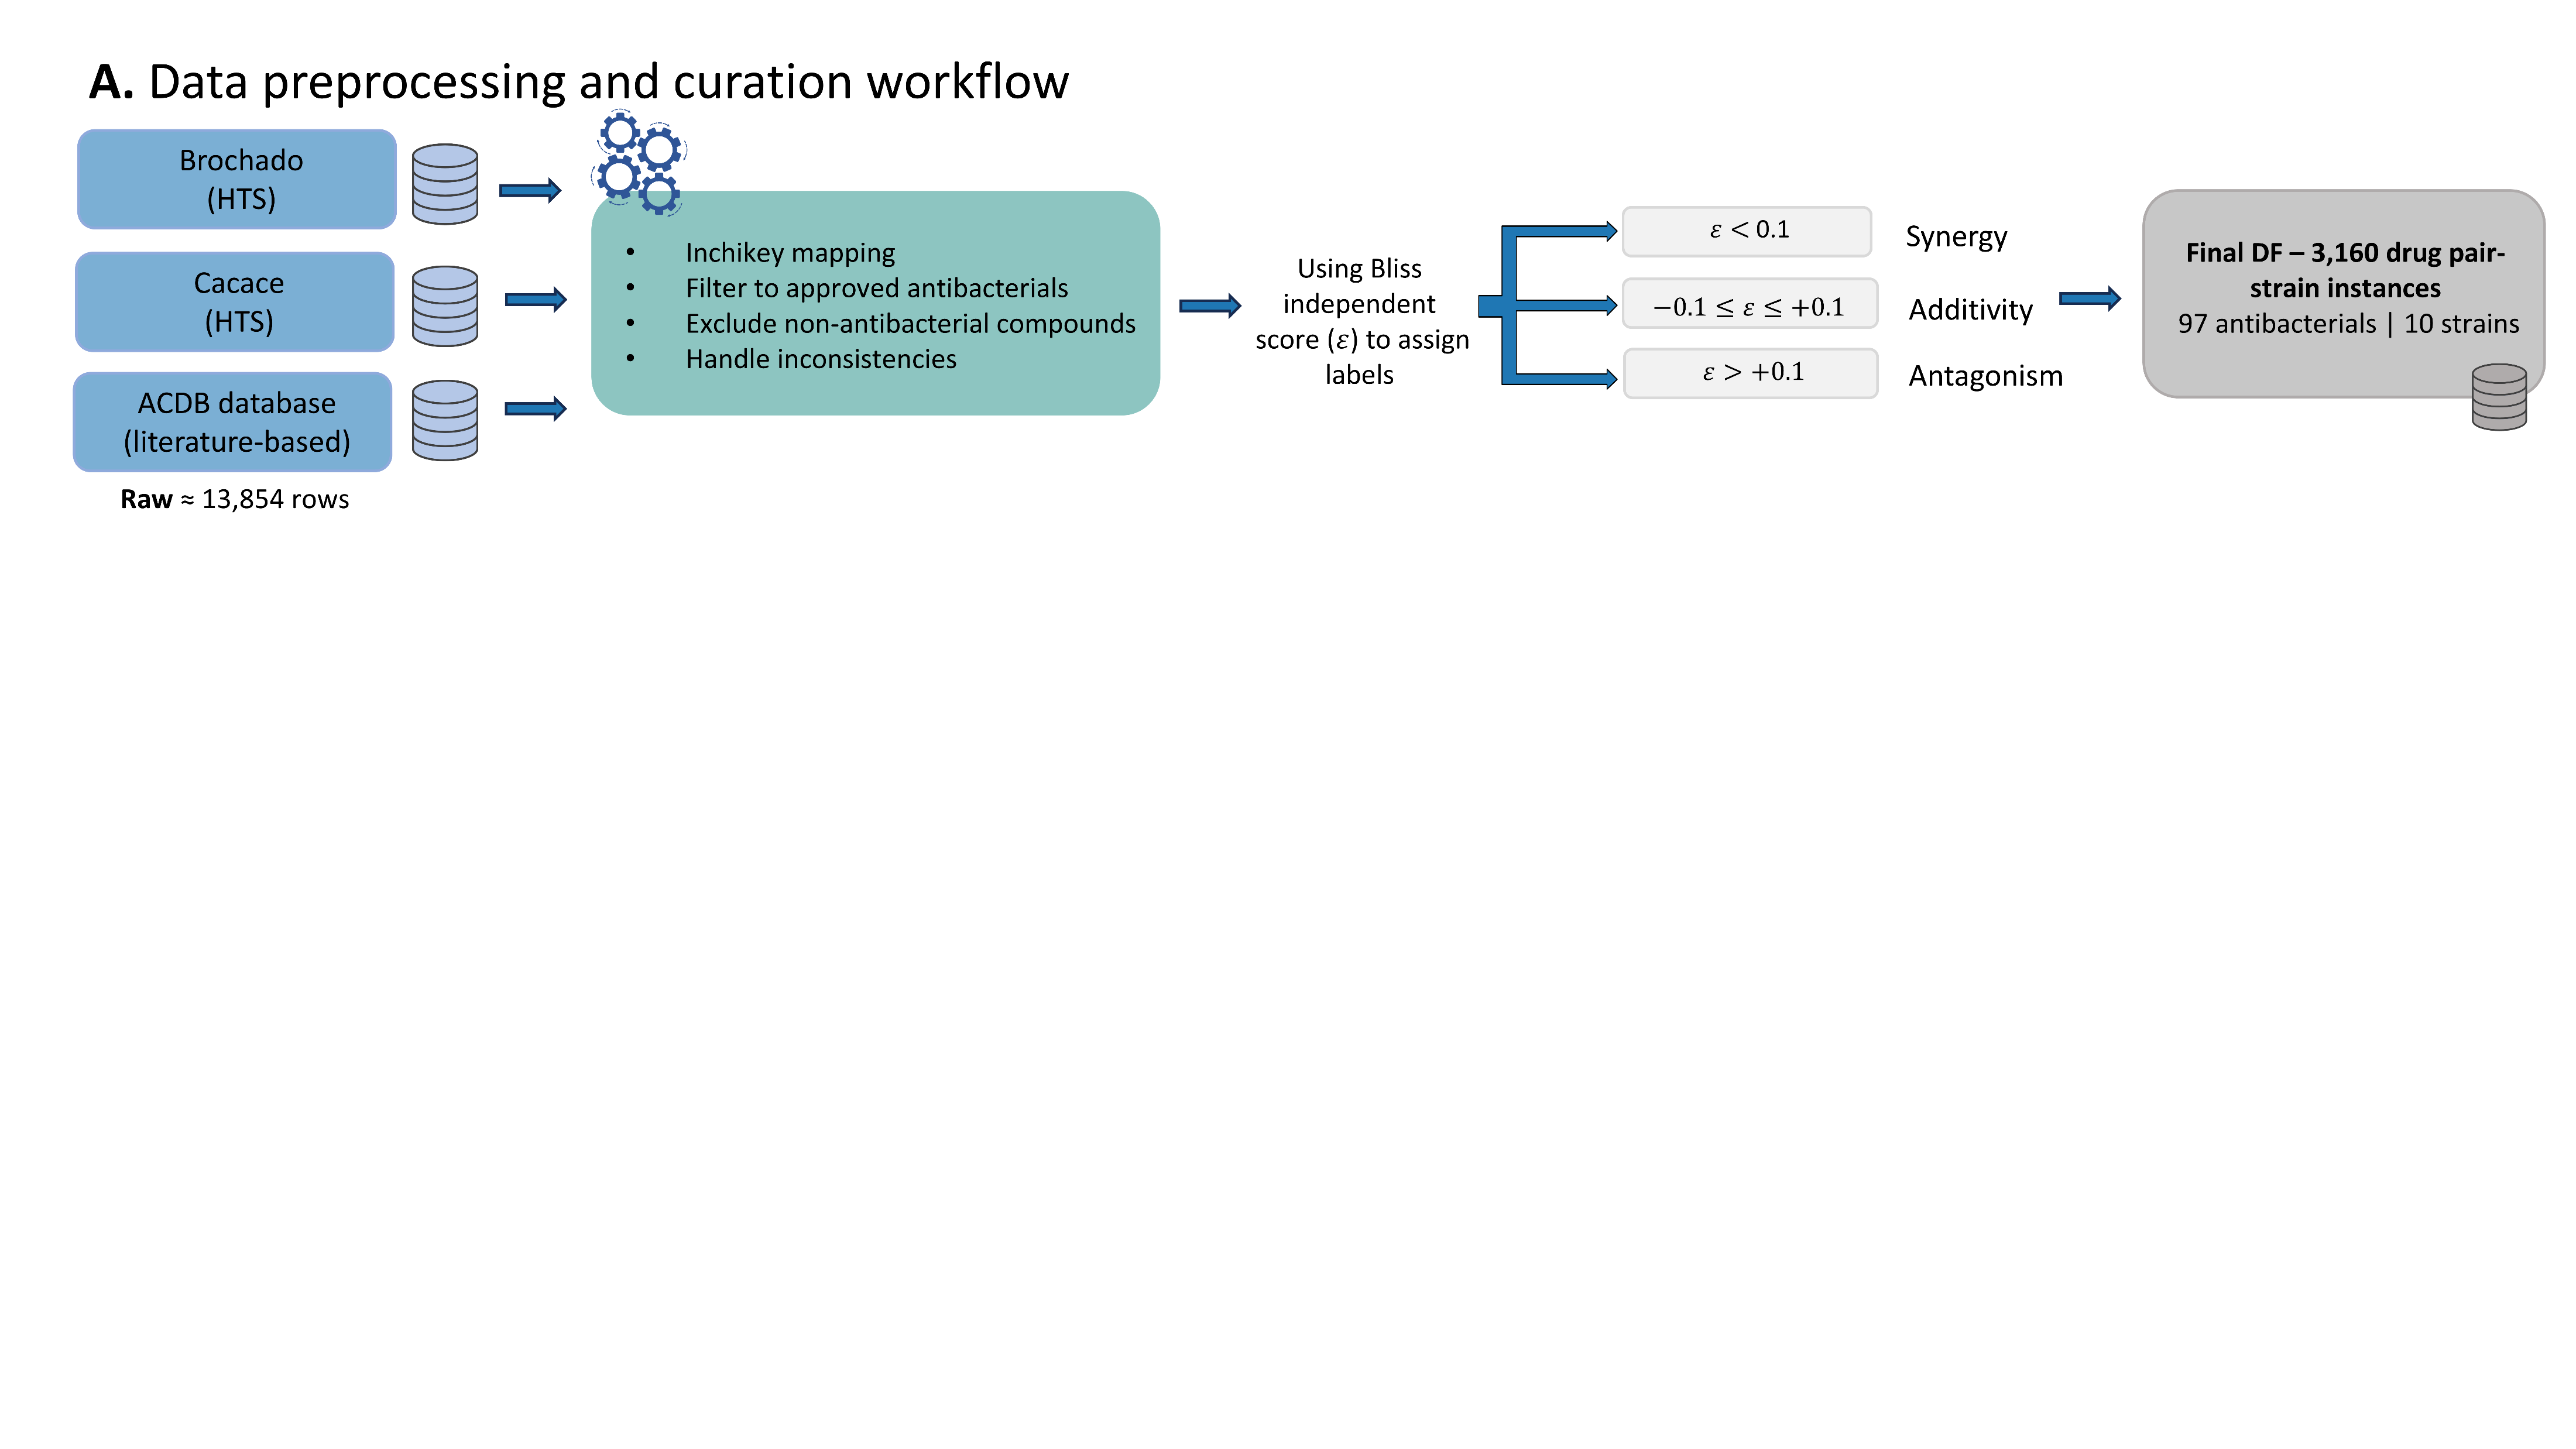 A. Data preprocessing and curation workflow
Brochado
(HTS)
Cacace
(HTS)
ACDB database
(literature-based)
Raw ≈ 13,854 rows
• Inchikey mapping
• Filter to approved antibacterials
• Exclude non-antibacterial compounds
• Handle inconsistencies
Using Bliss
independent
score (ε) to assign
labels
ε < 0.1
Synergy
−0.1 ≤ ε ≤ +0.1
Additivity
ε > +0.1
Antagonism
Final DF – 3,160 drug pair-
strain instances
97 antibacterials | 10 strains